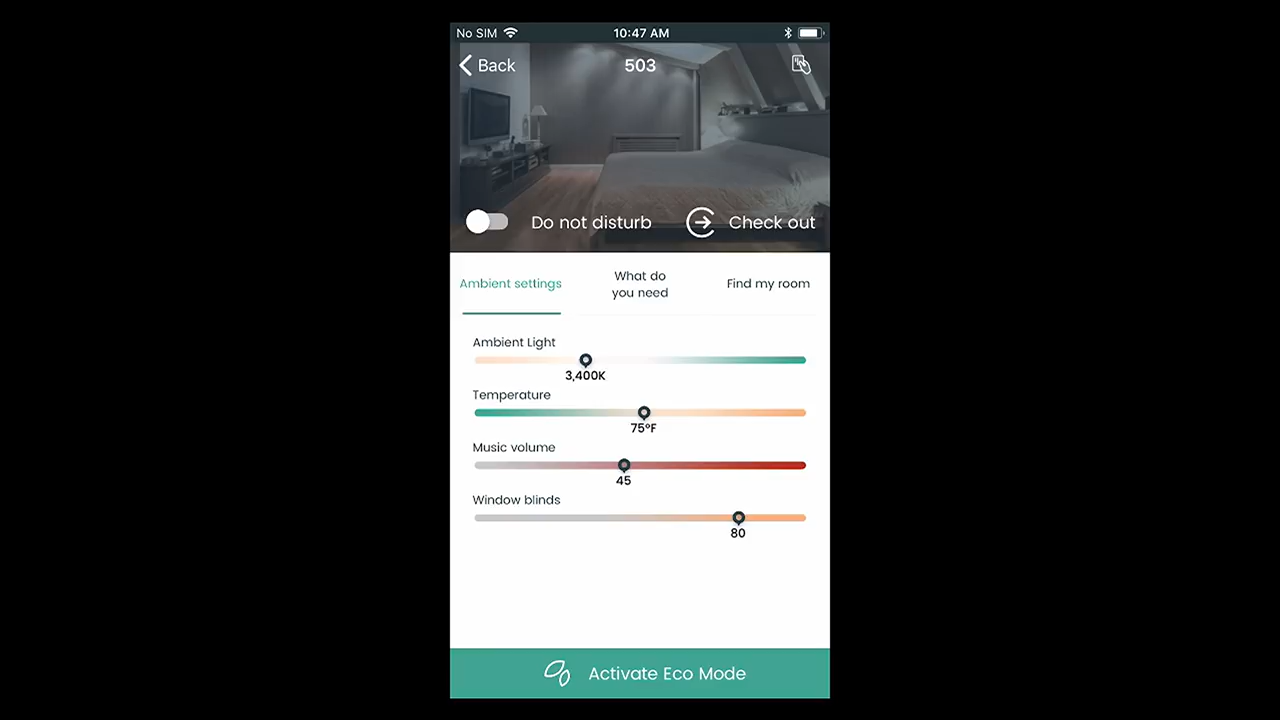 No SIM 10:47 AM
Back 503
Do not disturb Check out
Ambient settings
What do
you need
Find my room
Ambient Light
3,400K
Temperature
75°F
Music volume
45
Window blinds
80
Activate Eco Mode